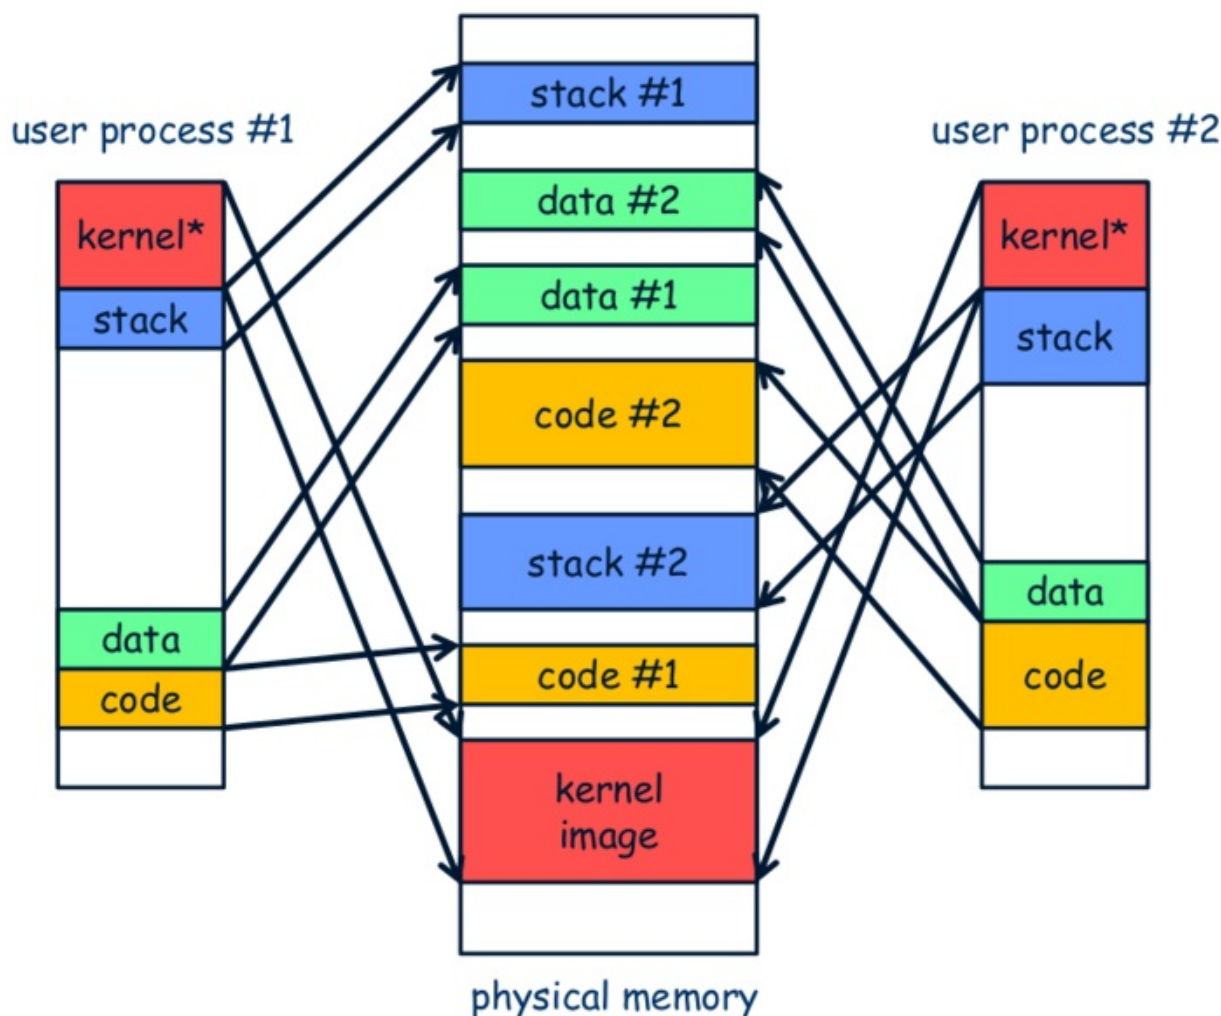 user process #1
kernel*
stack
data
code
stack #1
data #2
data #1
code #2
stack #2
code #1
kernel
image
physical memory
user process #2
kernel*
stack
data
code